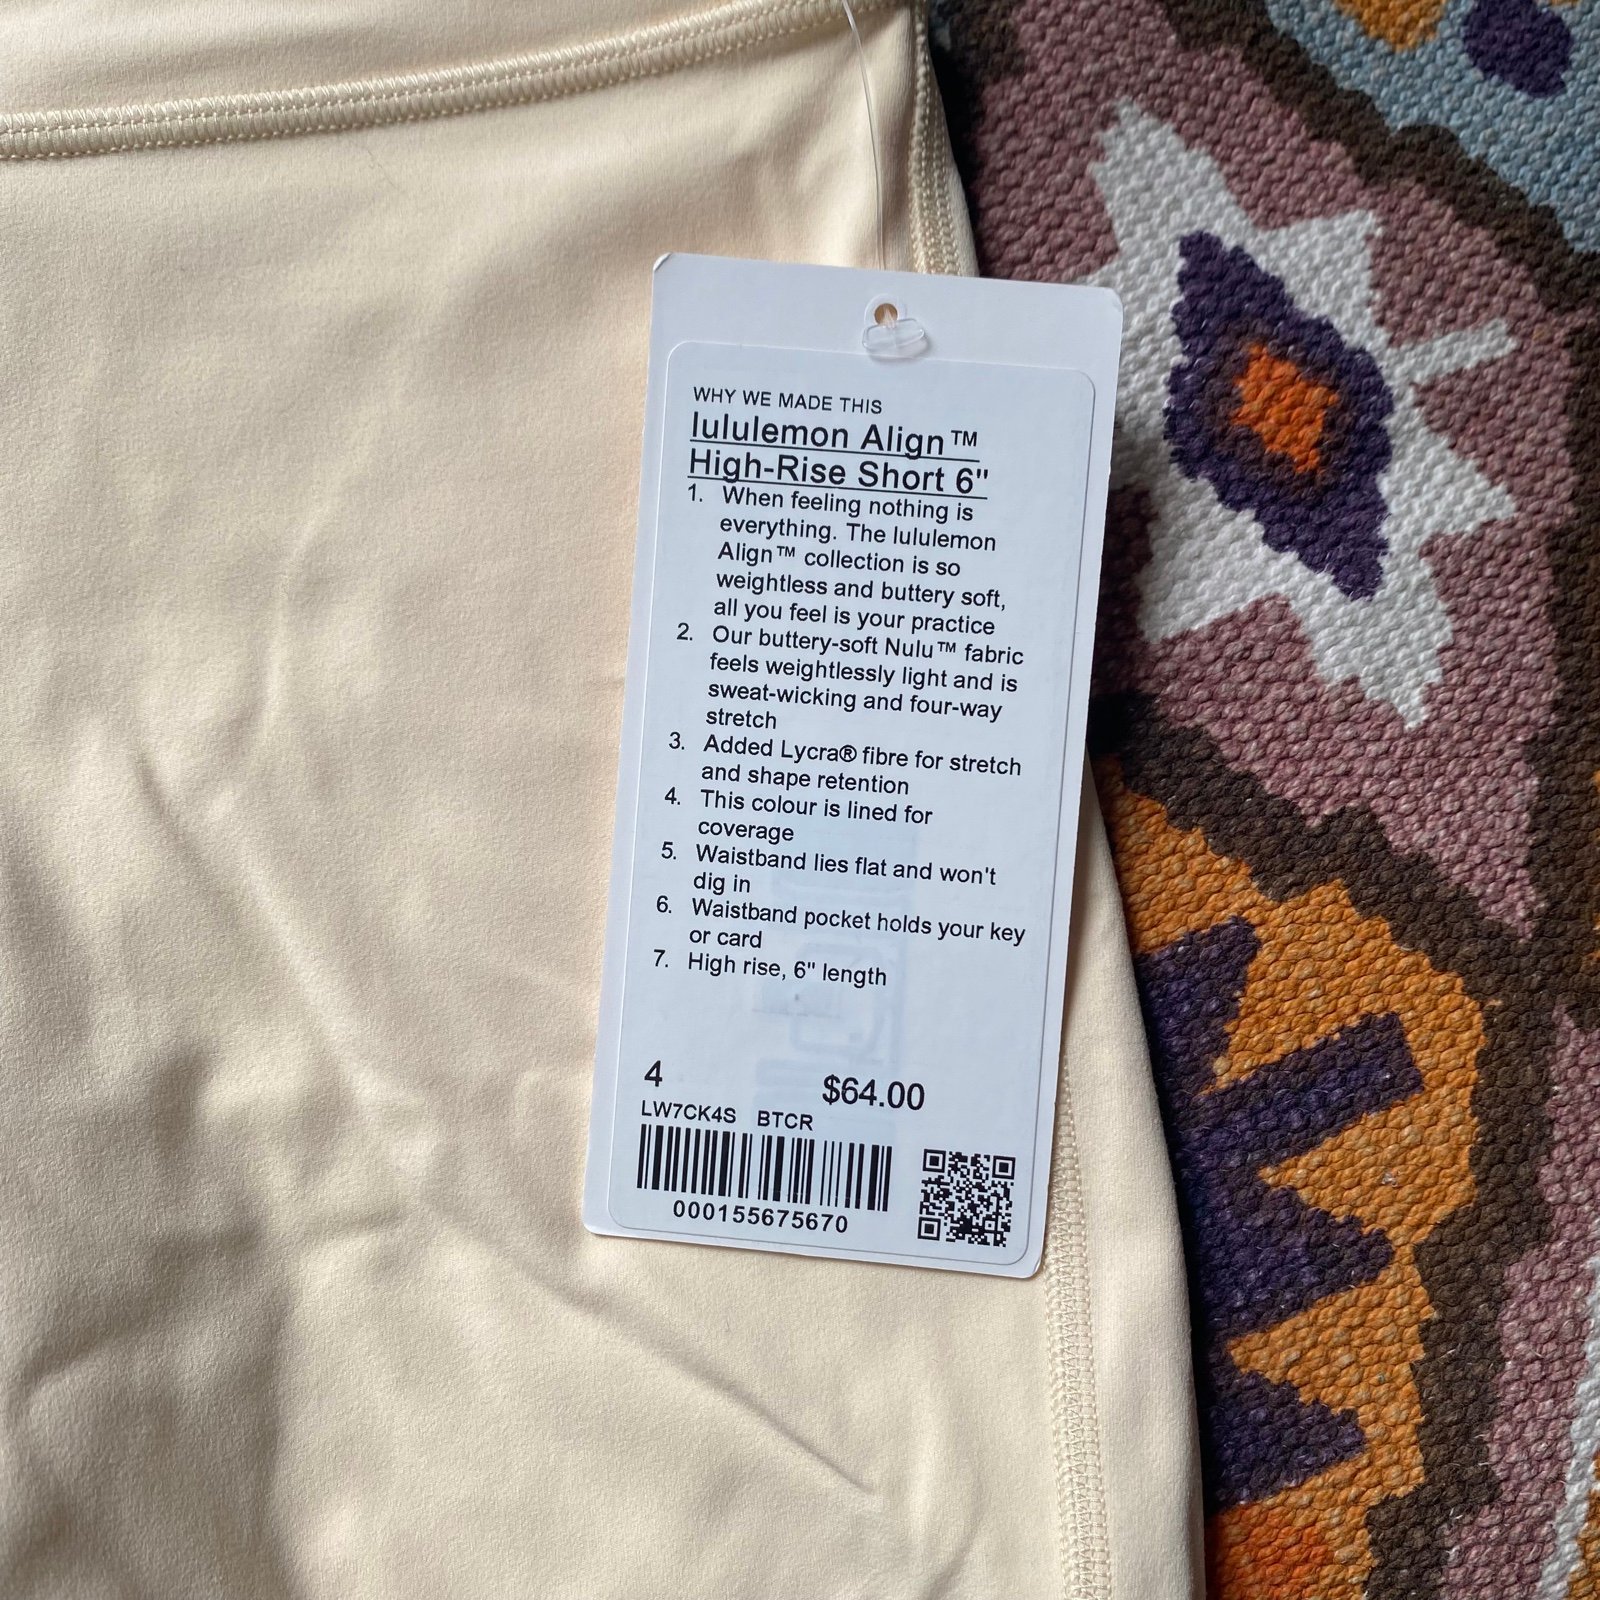 WHY WE MADE THIS
lululemon Align™
High-Rise Short 6"
1. When feeling nothing is
everything. The lululemon
Align™ collection is so
weightless and buttery soft,
all you feel is your practice
2. Our buttery-soft Nulu™ fabric
feels weightlessly light and is
sweat-wicking and four-way
stretch
3. Added Lycra® fibre for stretch
and shape retention
4. This colour is lined for
coverage
5. Waistband lies flat and won't
dig in
6. Waistband pocket holds your key
or card
7. High rise, 6" length
4 $64.00
LW7CK4S BTCR
000155675670